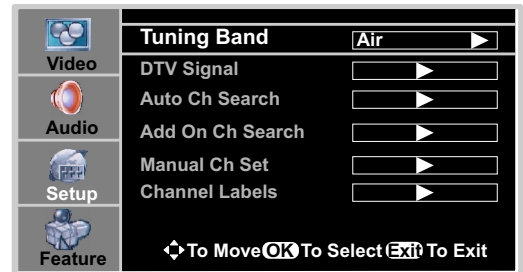 Video
Audio
Setup
Feature
Tuning Band Air
DTV Signal
Auto Ch Search
Add On Ch Search
Manual Ch Set
Channel Labels
To Move OK To Select Exit To Exit